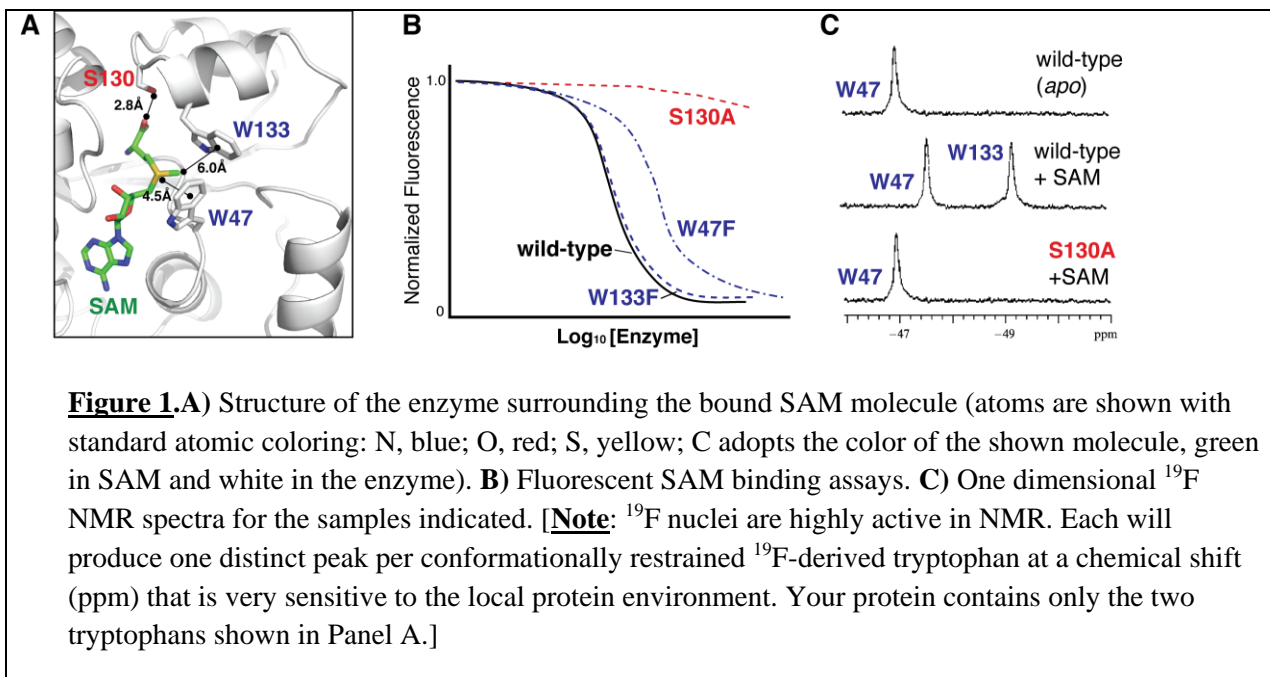 A
S130
2.8Å
W133
6.0Å
4.5Å
W47
SAM
B
Normalized Fluorescence
1.0
0
S130A
W47F
wild-type
W133F
Log₁₀ [Enzyme]
C
W47
wild-type
(apo)
W133
wild-type
W47
+ SAM
S130A
W47
+SAM
−47
−49
ppm
Figure 1.A) Structure of the enzyme surrounding the bound SAM molecule (atoms are shown with
standard atomic coloring: N, blue; O, red; S, yellow; C adopts the color of the shown molecule, green
in SAM and white in the enzyme). B) Fluorescent SAM binding assays. C) One dimensional ¹⁹F
NMR spectra for the samples indicated. [Note: ¹⁹F nuclei are highly active in NMR. Each will
produce one distinct peak per conformationally restrained ¹⁹F-derived tryptophan at a chemical shift
(ppm) that is very sensitive to the local protein environment. Your protein contains only the two
tryptophans shown in Panel A.]